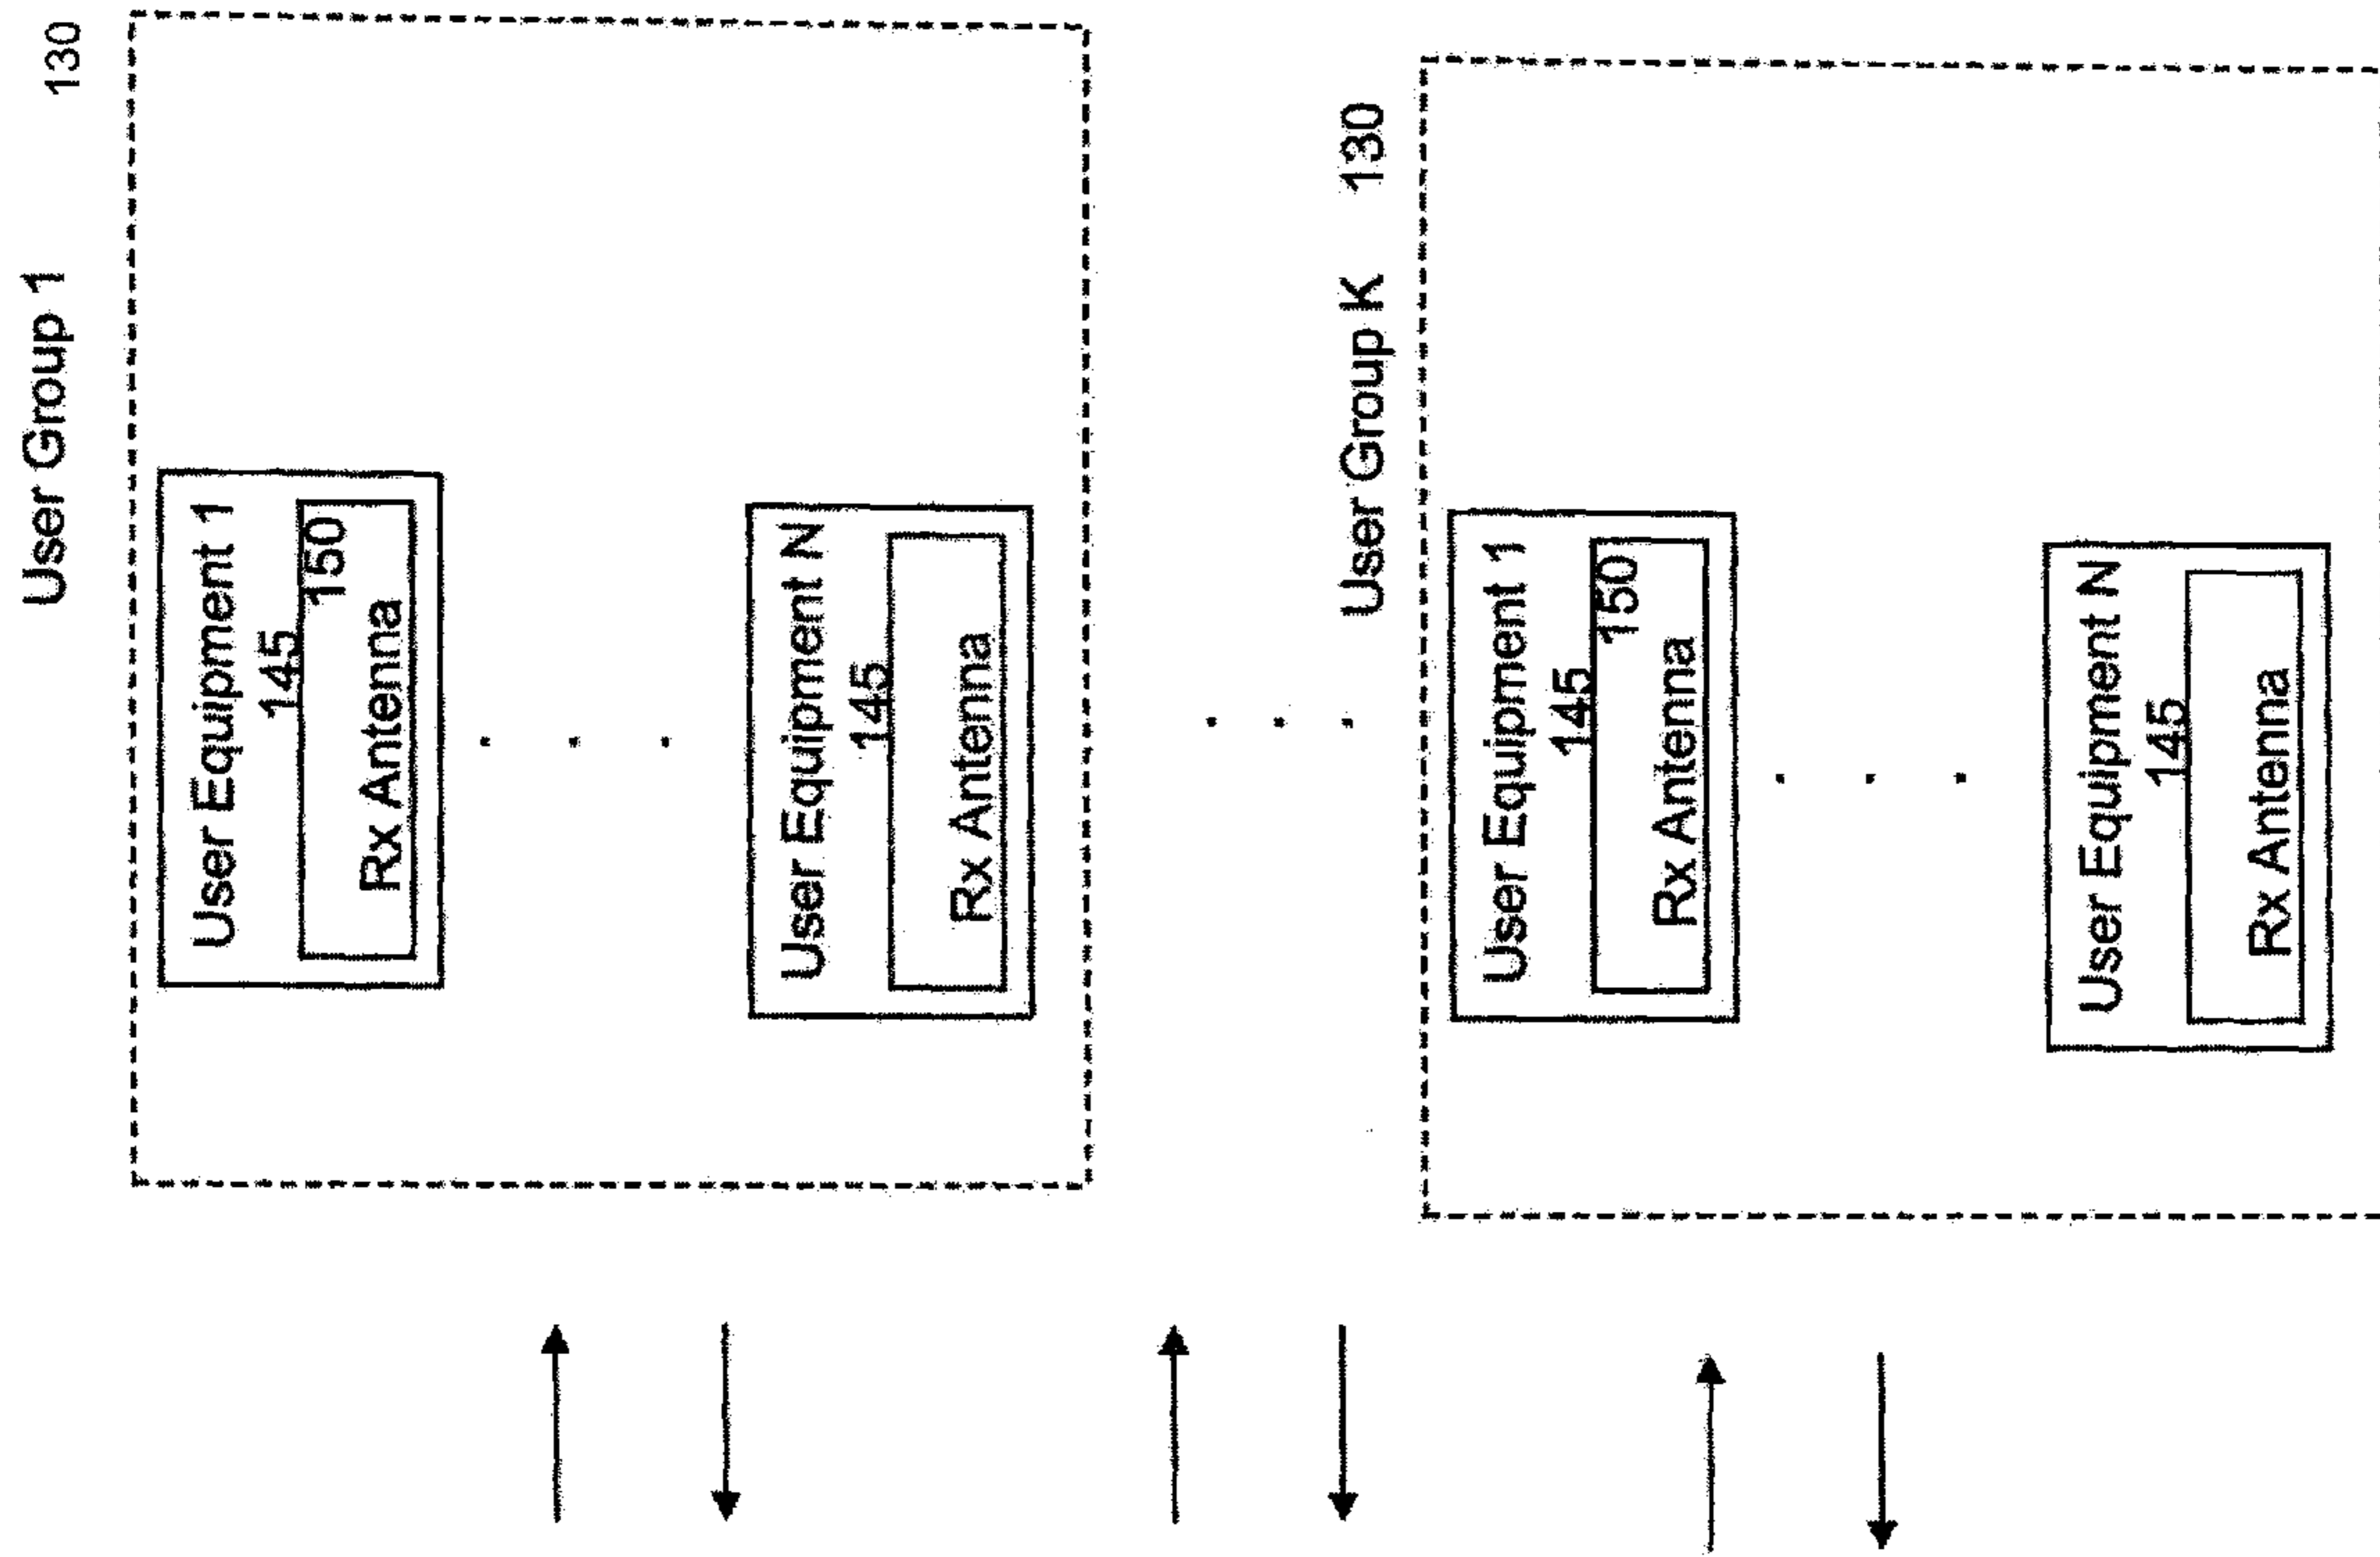 User Group 1 130
User Equipment 1
145
150
Rx Antenna
User Equipment N
145
Rx Antenna
User Group K 130
User Equipment 1
145
150
Rx Antenna
User Equipment N
145
Rx Antenna